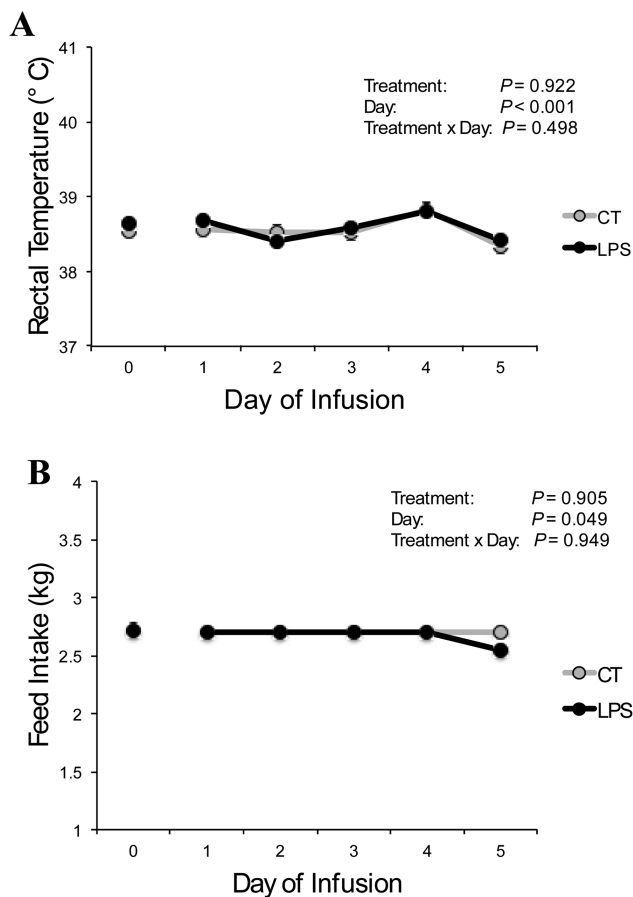 A
41
40
39
38
37
Rectal Temperature (° C)
Treatment: P = 0.922
Day: P < 0.001
Treatment x Day: P = 0.498
CT
LPS
0 1 2 3 4 5
Day of Infusion
B
4
3.5
3
2.5
2
1.5
1
Feed Intake (kg)
Treatment: P = 0.905
Day: P = 0.049
Treatment x Day: P = 0.949
CT
LPS
0 1 2 3 4 5
Day of Infusion